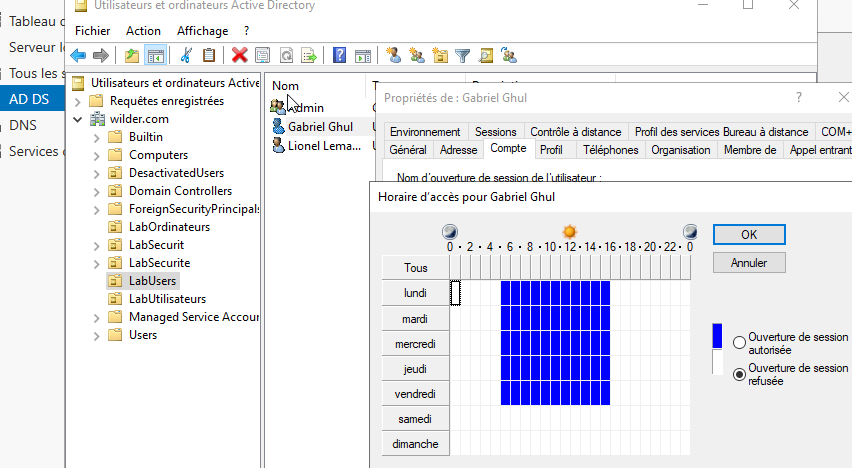 Utilisateurs et ordinateurs Active Directory
Fichier Action Affichage ?
Tableau d
Serveur lo
Tous les s
AD DS
DNS
Services d
Utilisateurs et ordinateurs Active
Requêtes enregistrées
wilder.com
Builtin
Computers
DesactivatedUsers
Domain Controllers
ForeignSecurityPrincipals
LabOrdinateurs
LabSecurit
LabSecurite
LabUsers
LabUtilisateurs
Managed Service Accour
Users
Nom
Admin
Gabriel Ghul U
Lionel Lema... U
Propriétés de : Gabriel Ghul ?
Environnement Sessions Contrôle à distance Profil des services Bureau à distance COM+
Général Adresse Compte Profil Téléphones Organisation Membre de Appel entrant
Nom d'ouverture de session de l'utilisateur :
Horaire d'accès pour Gabriel Ghul
0 · 2 · 4 · 6 · 8 · 10 · 12 · 14 · 16 · 18 · 20 · 22 · 0
Tous
lundi
mardi
mercredi
jeudi
vendredi
samedi
dimanche
OK
Annuler
Ouverture de session
autorisée
Ouverture de session
refusée